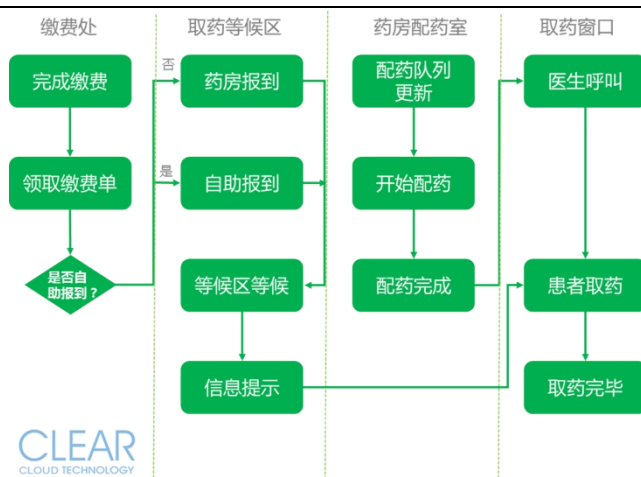 缴费处
取药等候区
药房配药室
取药窗口
完成缴费
否
药房报到
配药队列
更新
医生呼叫
领取缴费单
是
自助报到
开始配药
是否自
助报到？
等候区等候
配药完成
患者取药
信息提示
取药完毕
CLEAR
CLOUD TECHNOLOGY